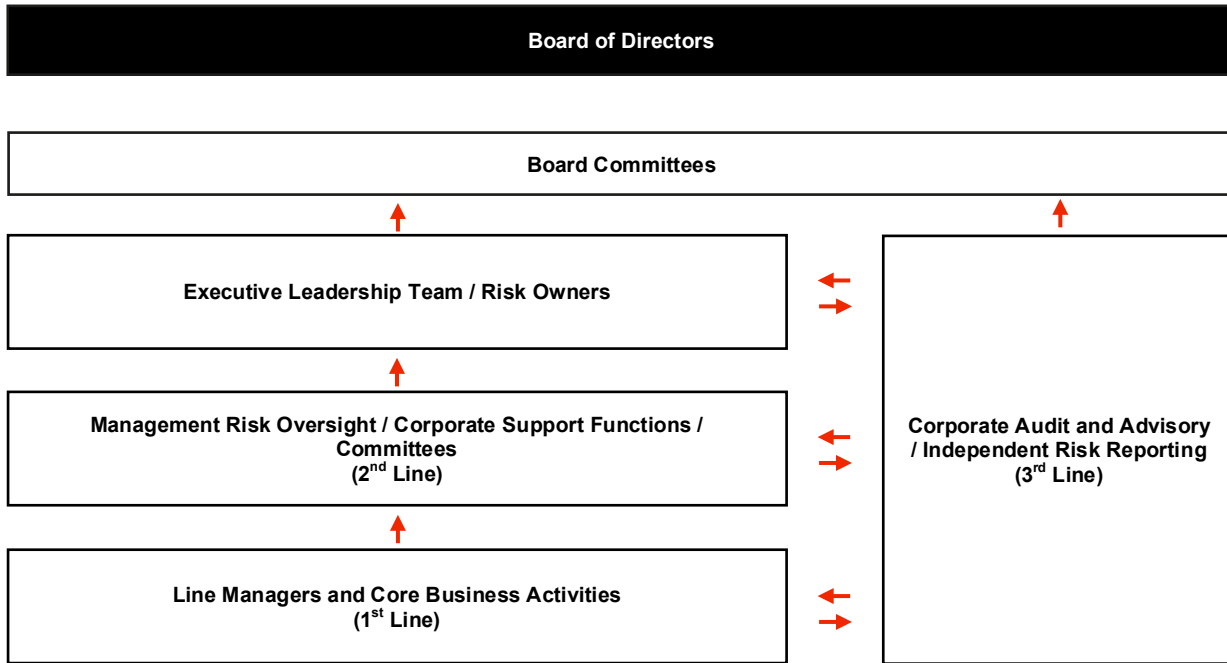 Board of Directors
Board Committees
Executive Leadership Team / Risk Owners
Management Risk Oversight / Corporate Support Functions /
Committees
(2nd Line)
Corporate Audit and Advisory
/ Independent Risk Reporting
(3rd Line)
Line Managers and Core Business Activities
(1st Line)